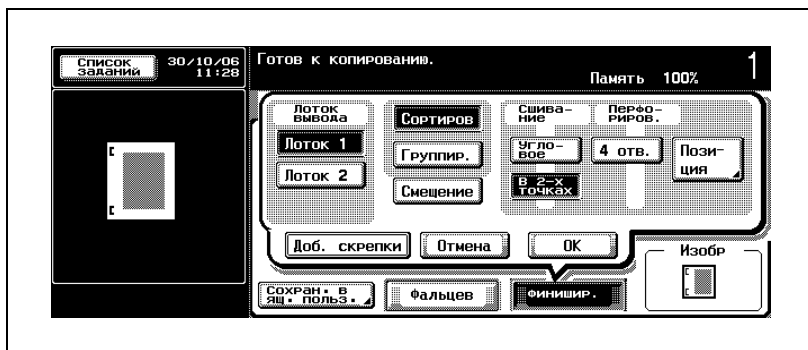 Список
заданий
30/10/06
11:28
Готов к копированию.
Память 100%
1
Лоток
вывода
Лоток 1
Лоток 2
Сортиров
Группир.
Смещение
Сшива-
ние
Угло-
вое
В 2-х
точках
Перфо-
риров.
4 отв.
Пози-
ция
Доб. скрепки
Отмена
OK
Изобр
Сохран. в
ящ. польз.
Фальцев
Финишир.